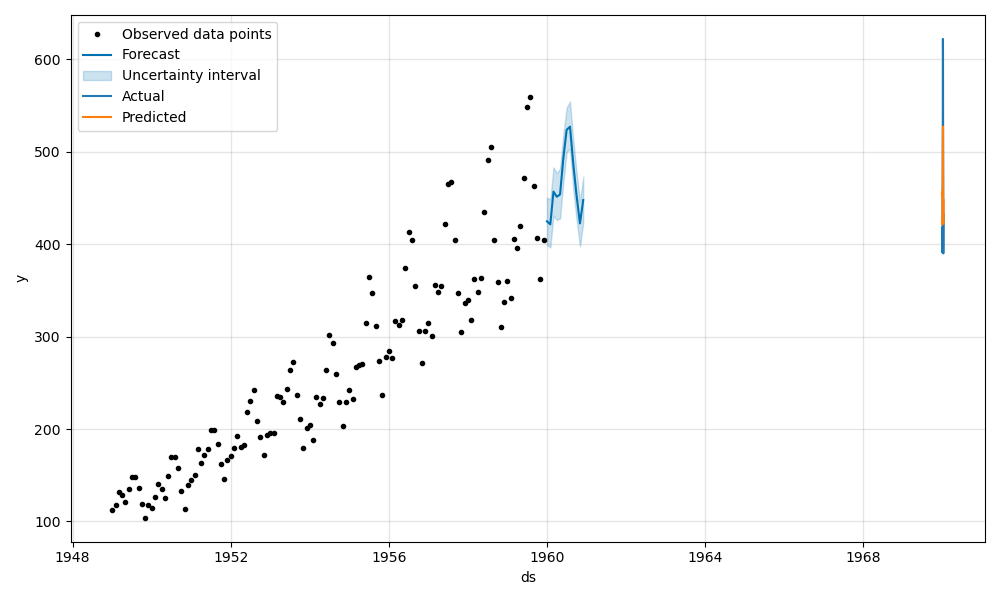 Observed data points
Forecast
Uncertainty interval
Actual
Predicted
600
500
400
300
200
100
y
1948
1952
1956
1960
1964
1968
ds